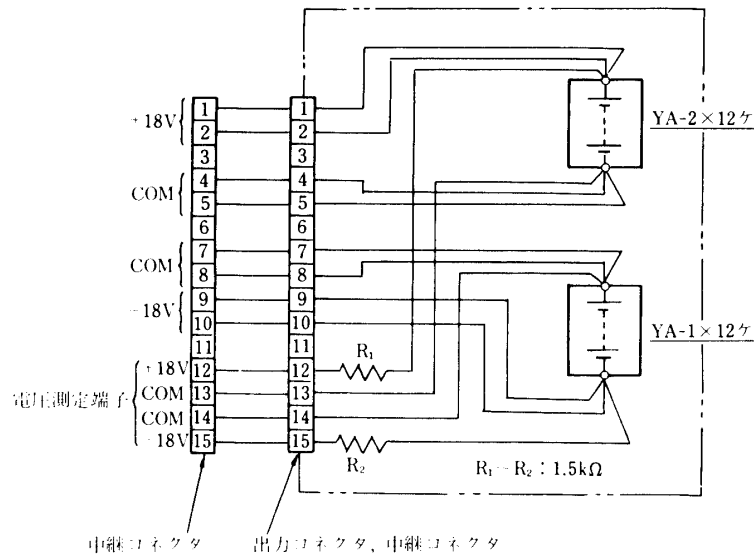 +18V
COM
COM
-18V
電圧測定端子
+18V
COM
COM
-18V
1
2
3
4
5
6
7
8
9
10
11
12
13
14
15
1
2
3
4
5
6
7
8
9
10
11
12
13
14
15
R₁
R₂
YA-2×12ケ
YA-1×12ケ
R₁~R₂:1.5kΩ
中継コネクタ
出力コネクタ, 中継コネクタ